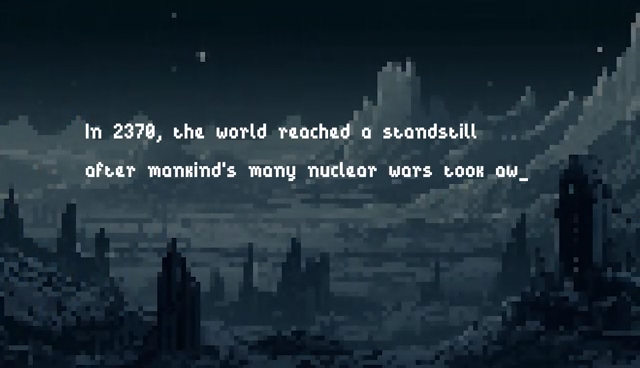 In 2370, the world reached a standstill
after mankind's many nuclear wars took aw_